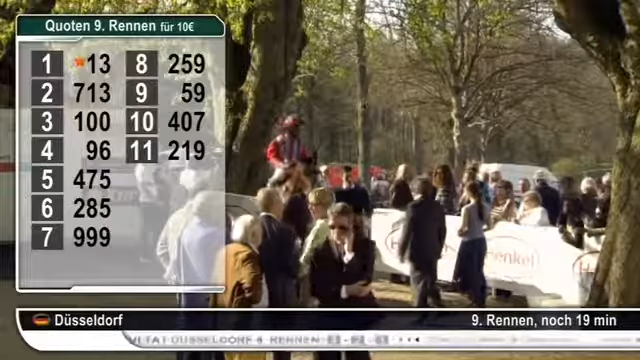 Quoten 9. Rennen für 10€
1 13 8 259
2 713 9 59
3 100 10 407
4 96 11 219
5 475
6 285
7 999
Henkel
Düsseldorf
9. Rennen, noch 19 min